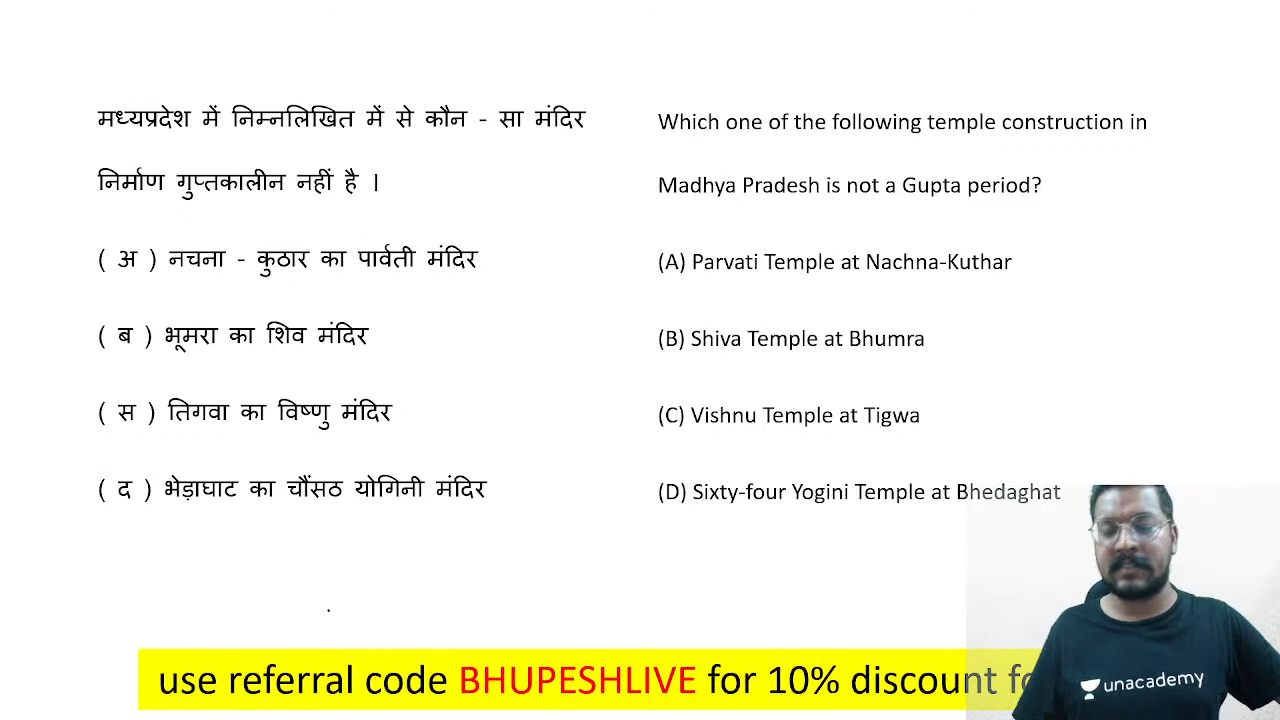 मध्यप्रदेश में निम्नलिखित में से कौन - सा मंदिर
निर्माण गुप्तकालीन नहीं है ।
( अ ) नचना - कुठार का पार्वती मंदिर
( ब ) भूमरा का शिव मंदिर
( स ) तिगवा का विष्णु मंदिर
( द ) भेड़ाघाट का चौंसठ योगिनी मंदिर
Which one of the following temple construction in
Madhya Pradesh is not a Gupta period?
(A) Parvati Temple at Nachna-Kuthar
(B) Shiva Temple at Bhumra
(C) Vishnu Temple at Tigwa
(D) Sixty-four Yogini Temple at Bhedaghat
use referral code BHUPESHLIVE for 10% discount
unacademy